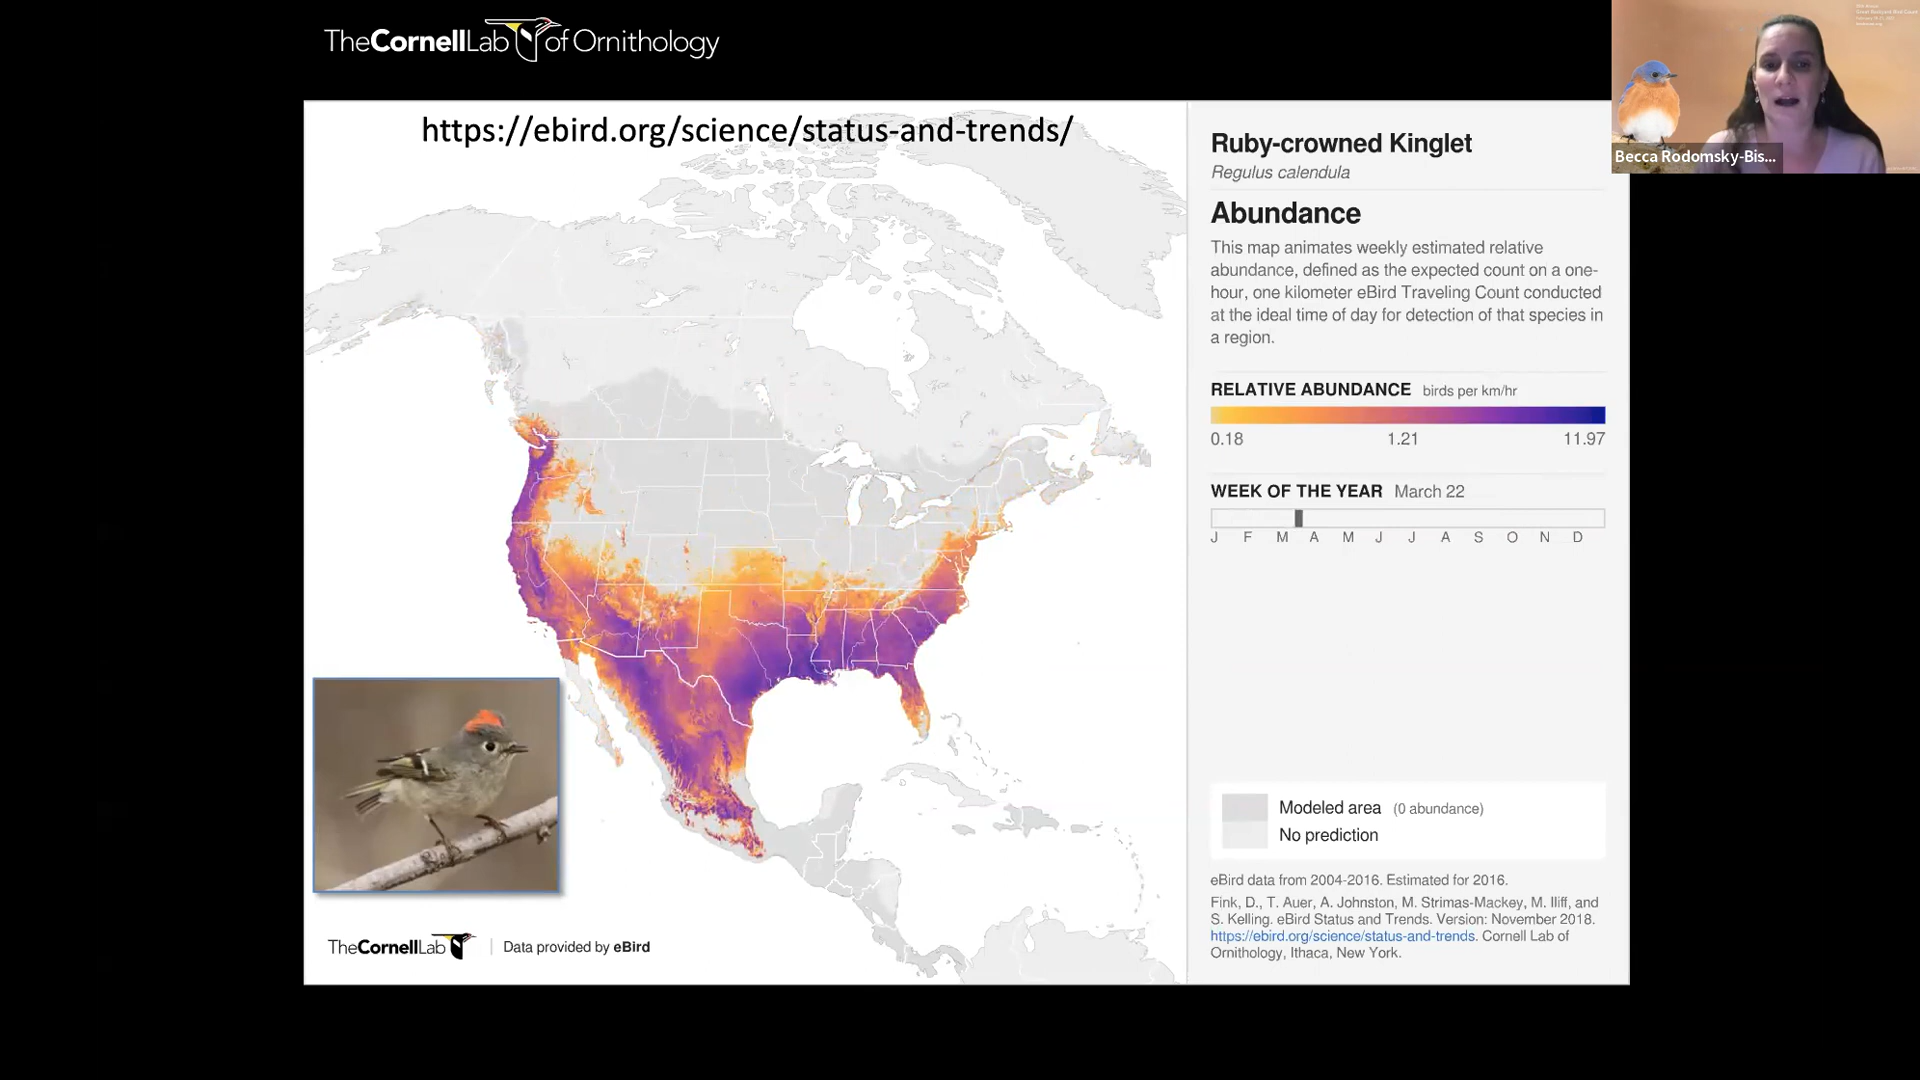 TheCornellLab of Ornithology
https://ebird.org/science/status-and-trends/
Becca Rodomsky-Bis...
Ruby-crowned Kinglet
Regulus calendula
Abundance
This map animates weekly estimated relative
abundance, defined as the expected count on a one-
hour, one kilometer eBird Traveling Count conducted
at the ideal time of day for detection of that species in
a region.
RELATIVE ABUNDANCE birds per km/hr
0.18 1.21 11.97
WEEK OF THE YEAR March 22
J F M A M J J A S O N D
Modeled area (0 abundance)
No prediction
eBird data from 2004-2016. Estimated for 2016.
Fink, D., T. Auer, A. Johnston, M. Strimas-Mackey, M. Iliff, and
S. Kelling. eBird Status and Trends. Version: November 2018.
https://ebird.org/science/status-and-trends. Cornell Lab of
Ornithology, Ithaca, New York.
TheCornellLab
Data provided by eBird